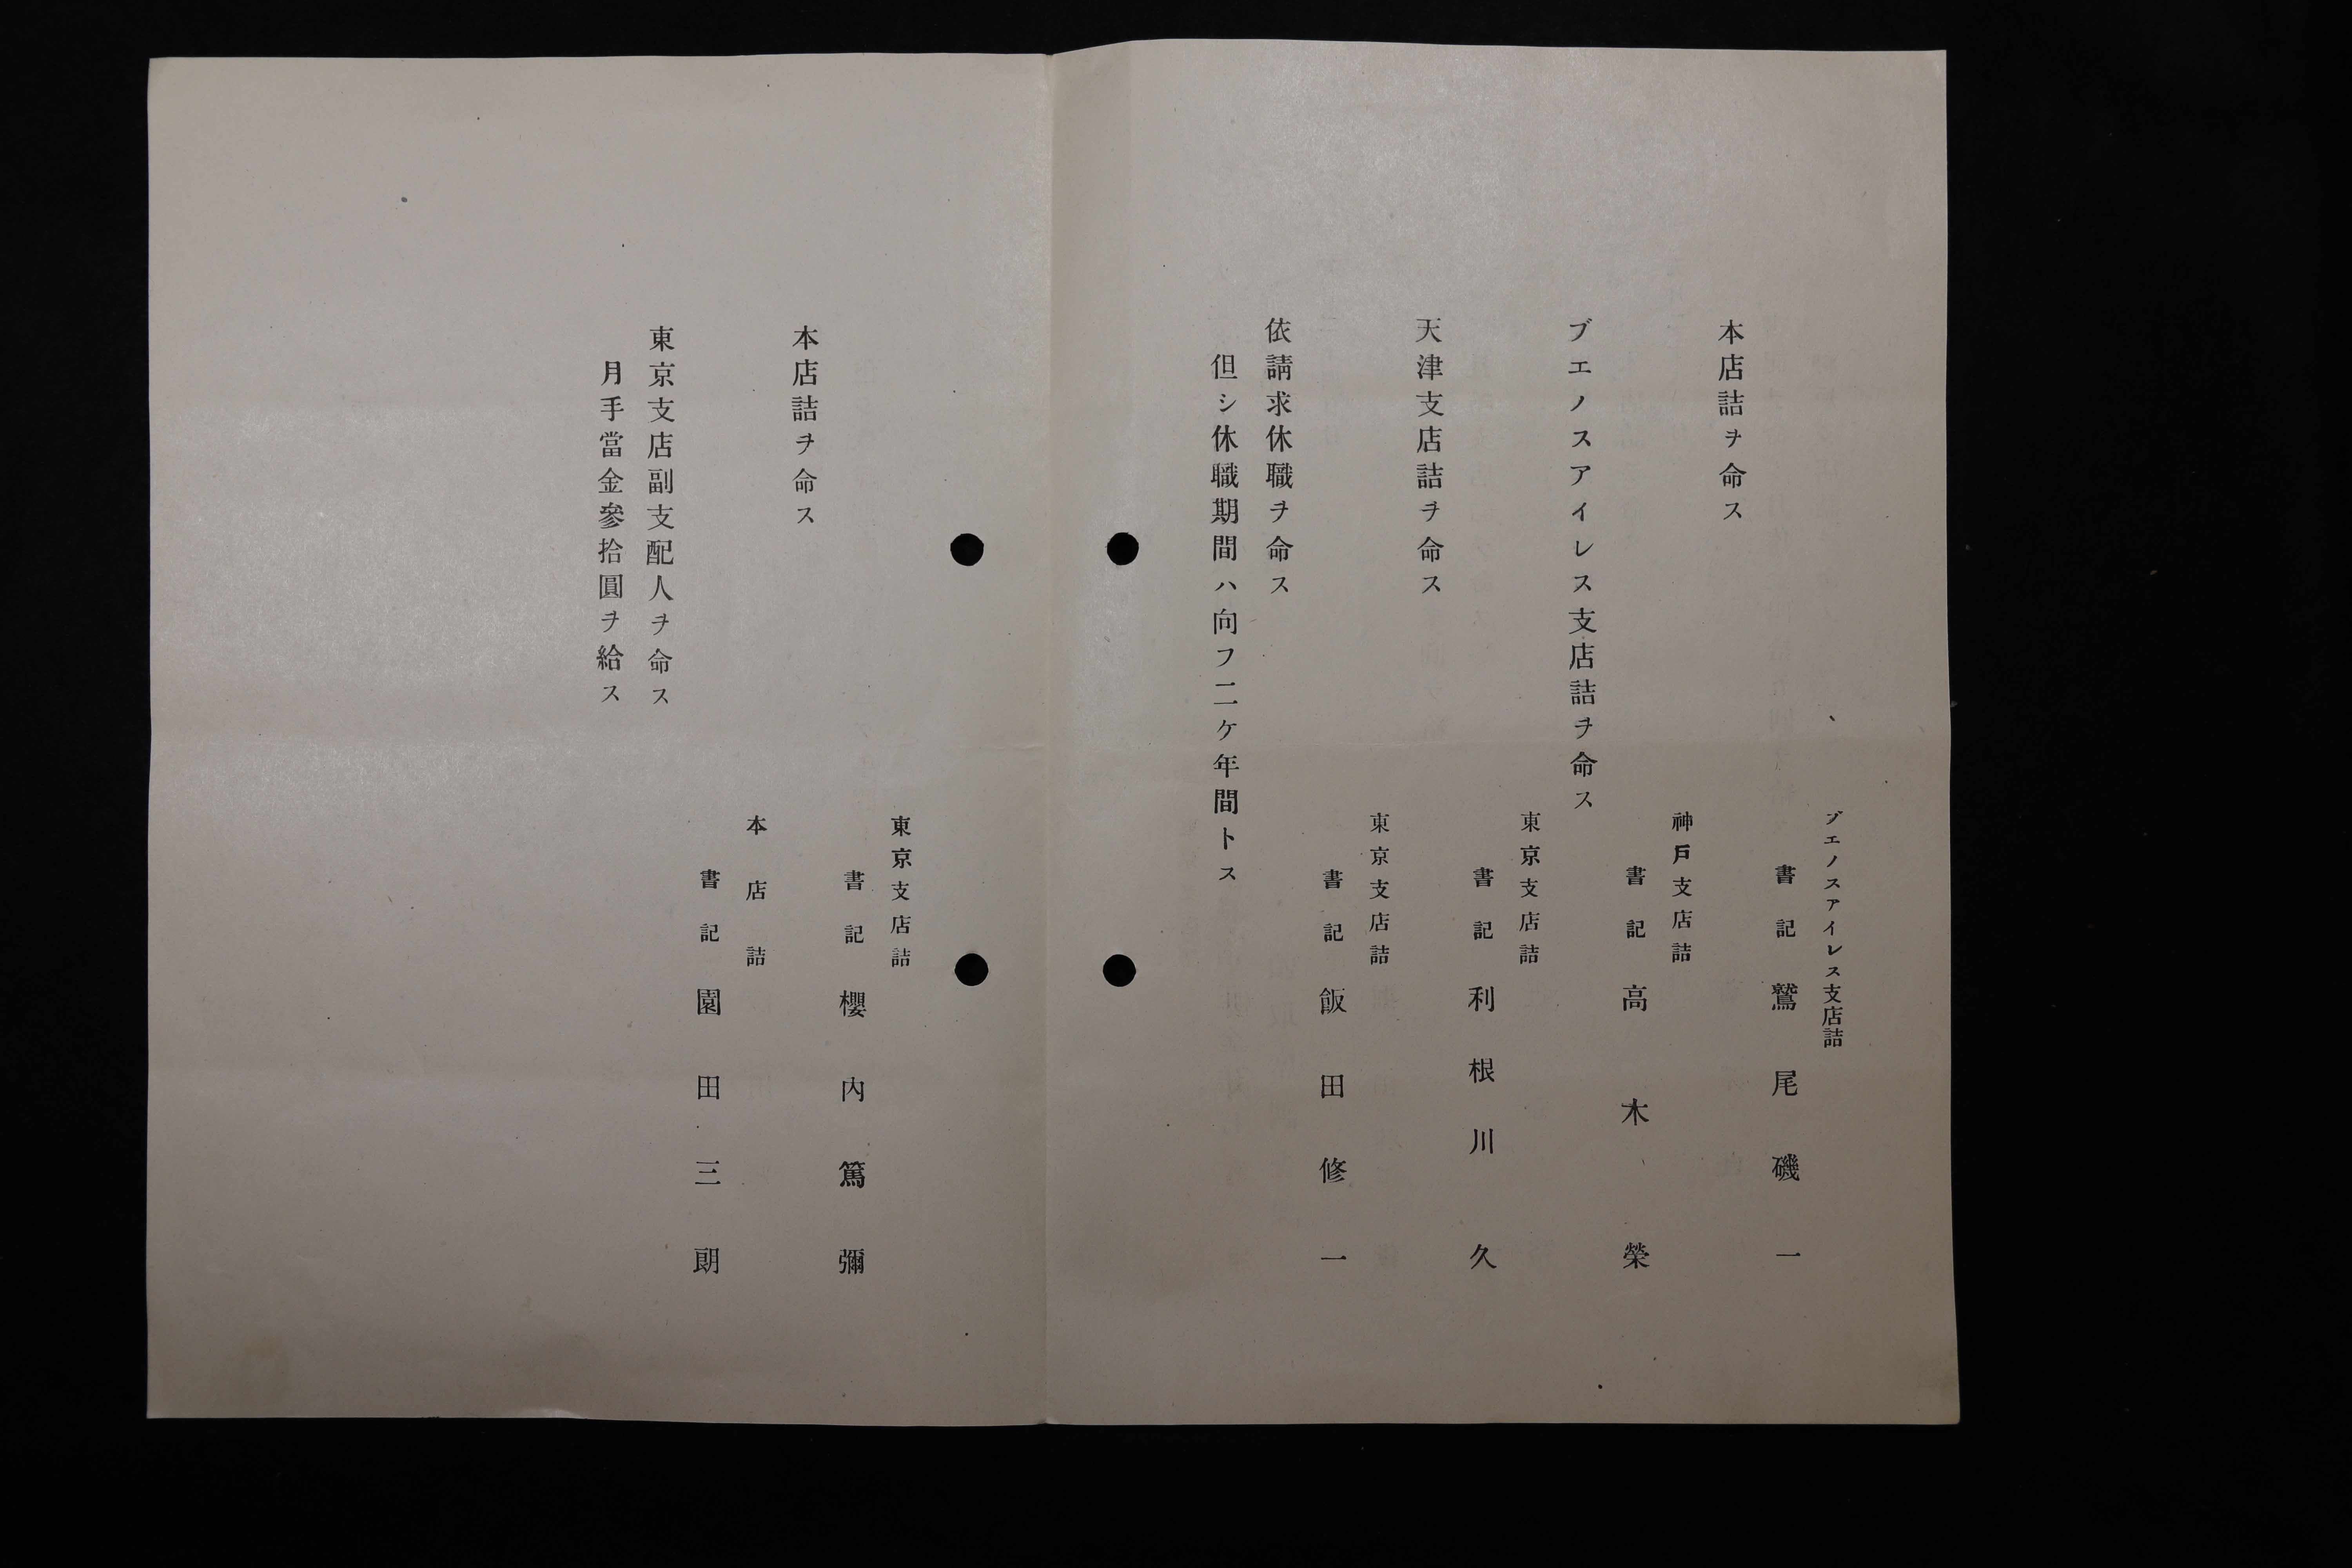 ブエノスアイレス支店詰
書記 鷲尾磯一
本店詰ヲ命ス
神戶支店詰
書記 高木榮
ブエノスアイレス支店詰ヲ命ス
東京支店詰
書記 利根川久
天津支店詰ヲ命ス
東京支店詰
書記 飯田修一
依請求休職ヲ命ス
但シ休職期間ハ向フ二ケ年間トス
東京支店詰
書記 櫻內篤彌
本店詰ヲ命ス
本店詰
書記 園田三郞
東京支店副支配人ヲ命ス
月手當金參拾圓ヲ給ス